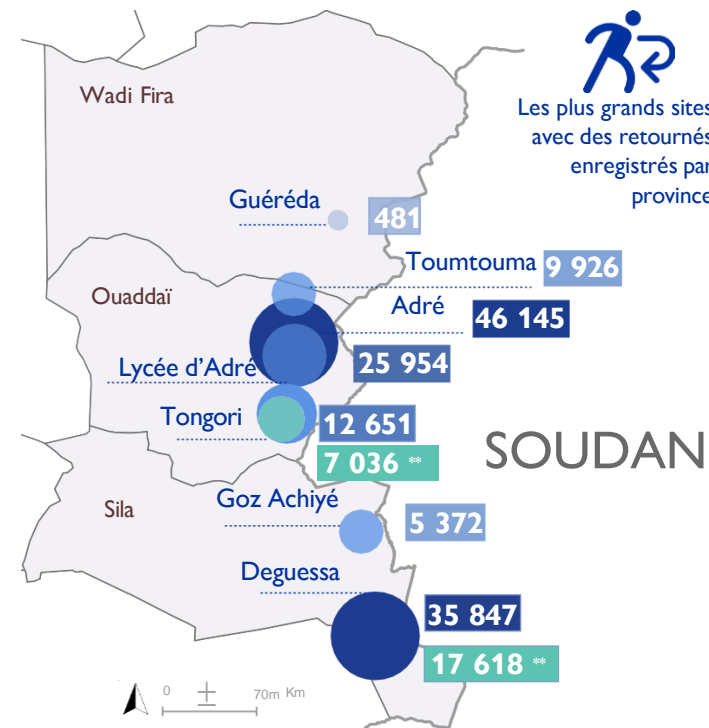 Les plus grands sites
avec des retournés
enregistrés par
province
Wadi Fira
Guéréda
481
Toumtouma
9 926
Ouaddaï
Adré
46 145
Lycée d'Adré
25 954
Tongori
12 651
7 036 **
SOUDAN
Sila
Goz Achiyé
5 372
Deguessa
35 847
17 618 **
0 70m Km